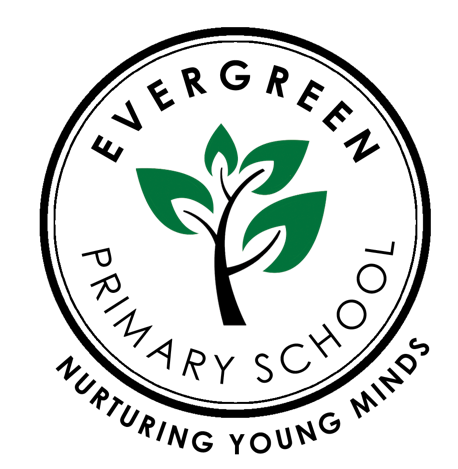 EVERGREEN
PRIMARY SCHOOL
NURTURING YOUNG MINDS